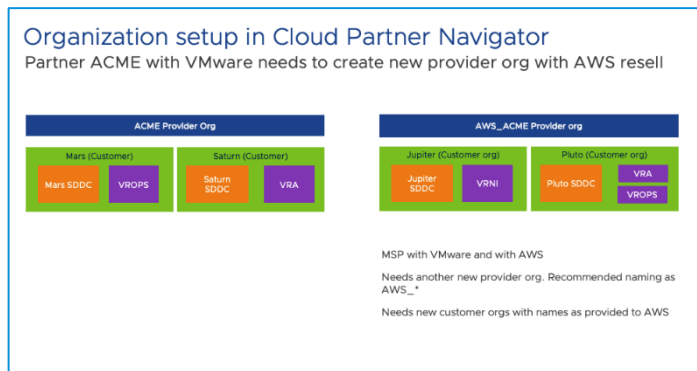 Organization setup in Cloud Partner Navigator
Partner ACME with VMware needs to create new provider org with AWS resell
ACME Provider Org
Mars (Customer)
Saturn (Customer)
Mars SDDC
VROPS
Saturn
SDDC
VRA
AWS_ACME Provider org
Jupiter (Customer org)
Pluto (Customer org)
Jupiter
SDDC
VRNI
Pluto SDDC
VRA
VROPS
MSP with VMware and with AWS
Needs another new provider org. Recommended naming as
AWS_*
Needs new customer orgs with names as provided to AWS